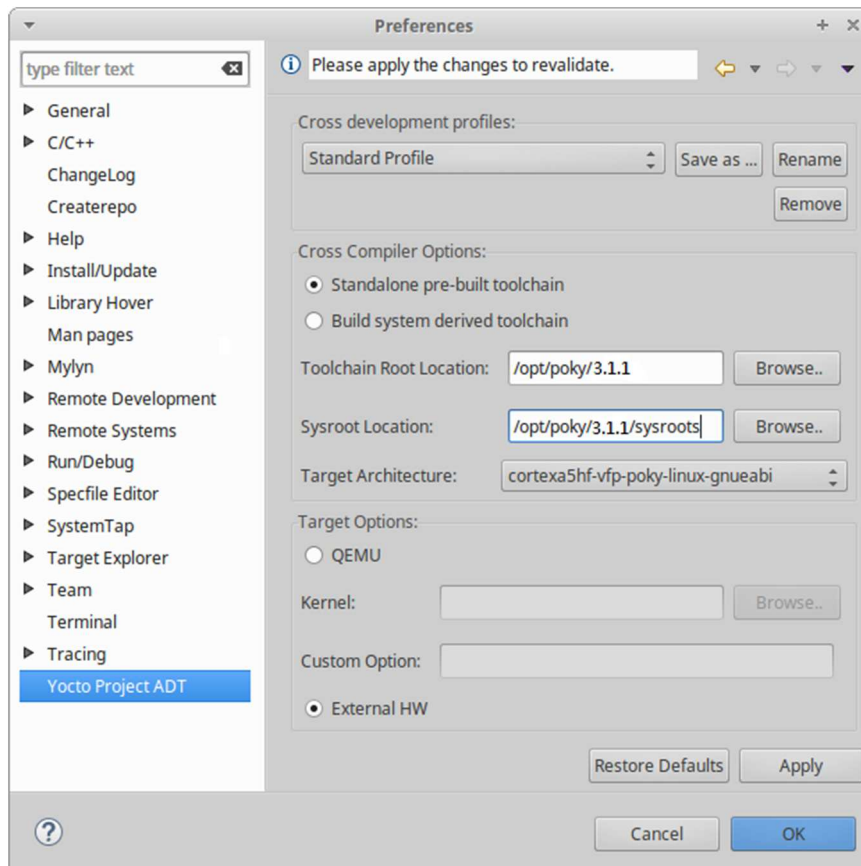 Preferences
type filter text
Please apply the changes to revalidate.
General
C/C++
ChangeLog
Createrepo
Help
Install/Update
Library Hover
Man pages
Mylyn
Remote Development
Remote Systems
Run/Debug
Specfile Editor
SystemTap
Target Explorer
Team
Terminal
Tracing
Yocto Project ADT
Cross development profiles:
Standard Profile
Save as ...
Rename
Remove
Cross Compiler Options:
Standalone pre-built toolchain
Build system derived toolchain
Toolchain Root Location: /opt/poky/3.1.1 Browse..
Sysroot Location: /opt/poky/3.1.1/sysroots Browse..
Target Architecture: cortexa5hf-vfp-poky-linux-gnueabi
Target Options:
QEMU
Kernel: Browse..
Custom Option:
External HW
Restore Defaults Apply
? Cancel OK